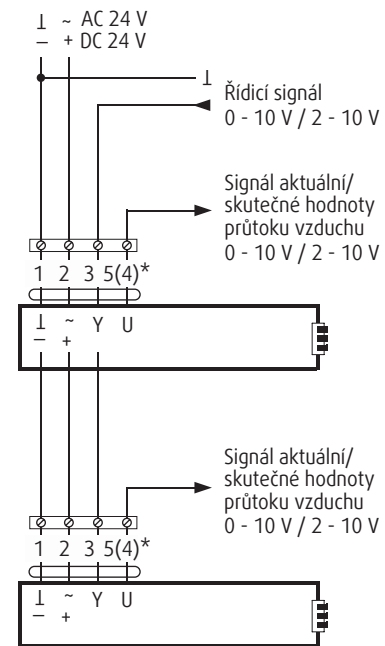 ⊥ ~ AC 24 V
– + DC 24 V
⊥
Řídicí signál
0 - 10 V / 2 - 10 V
Signál aktuální/
skutečné hodnoty
průtoku vzduchu
0 - 10 V / 2 - 10 V
1 2 3 5(4)*
⊥ ~ Y U
– +
Signál aktuální/
skutečné hodnoty
průtoku vzduchu
0 - 10 V / 2 - 10 V
1 2 3 5(4)*
⊥ ~ Y U
– +